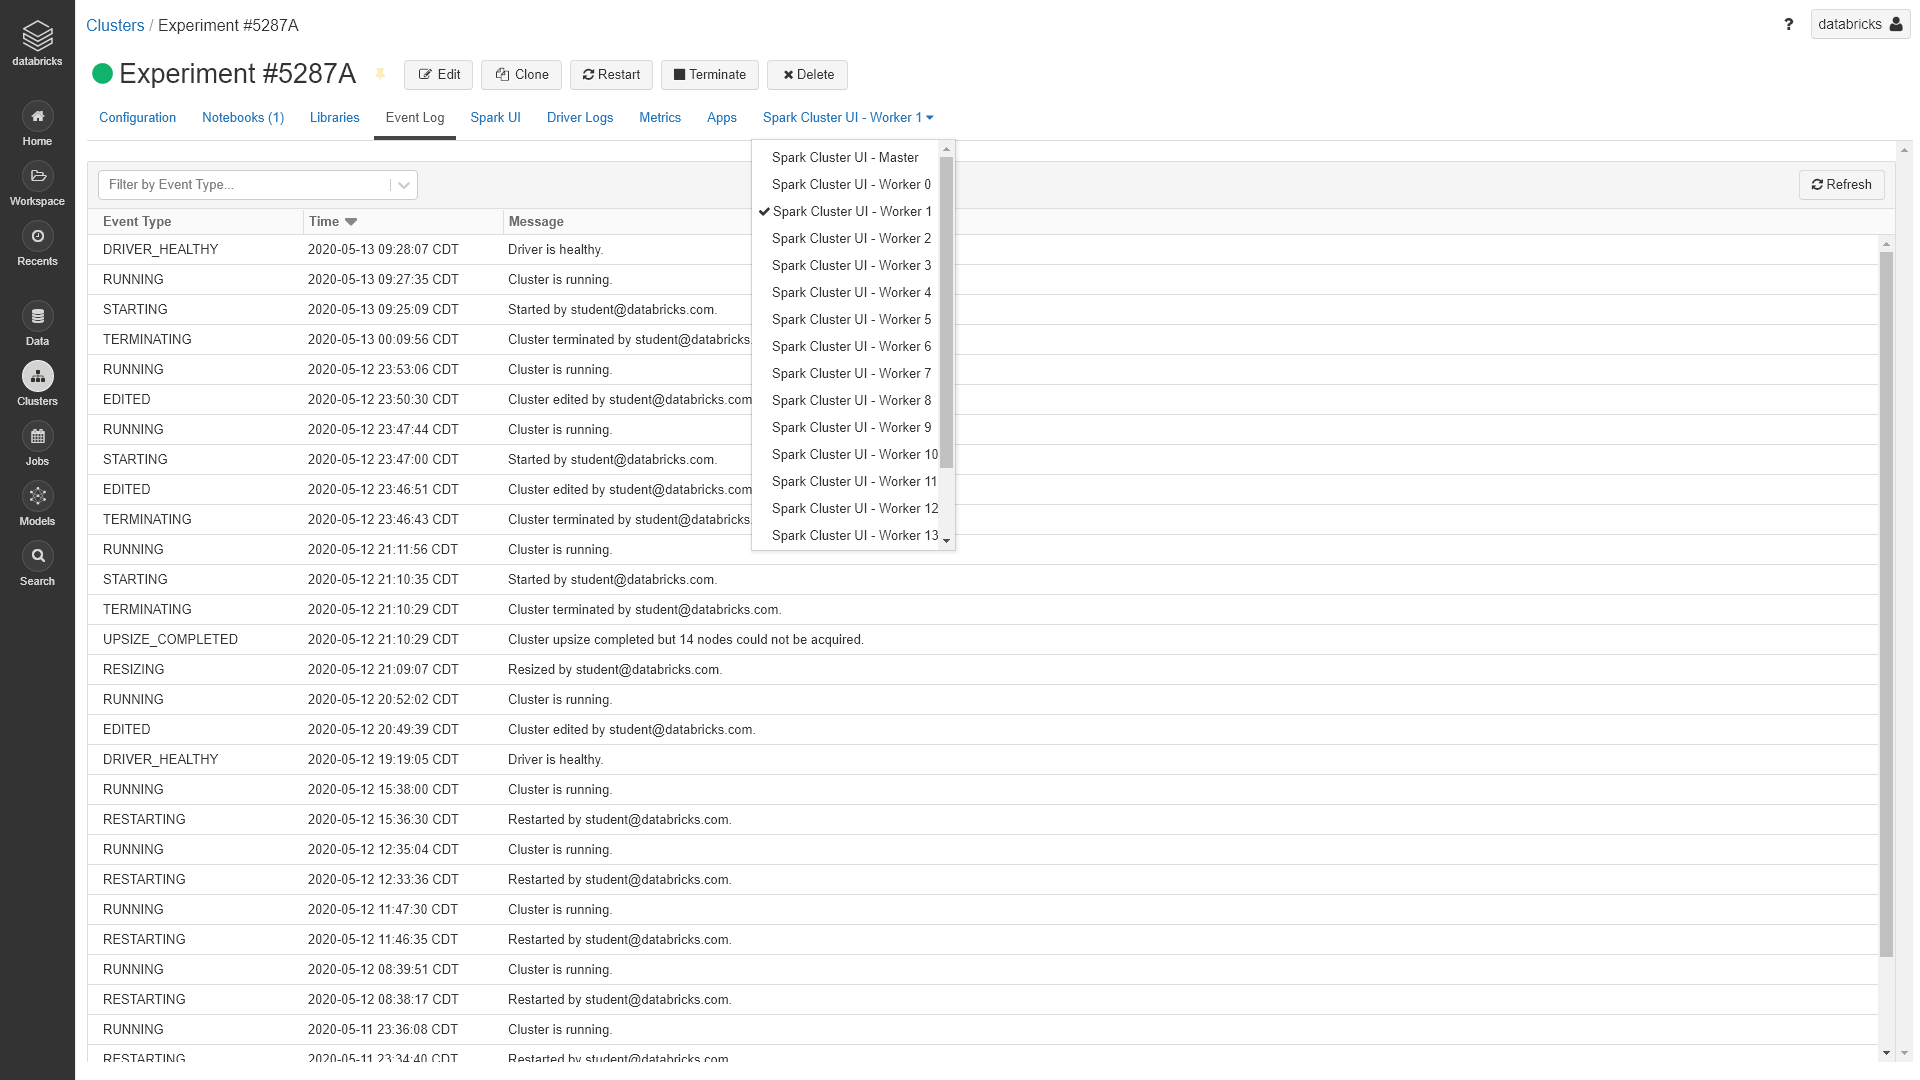 databricks
Home
Workspace
Recents
Data
Clusters
Jobs
Models
Search
Clusters / Experiment #5287A
? databricks
Experiment #5287A Edit Clone Restart Terminate Delete
Configuration Notebooks (1) Libraries Event Log Spark UI Driver Logs Metrics Apps Spark Cluster UI - Worker 1
Spark Cluster UI - Master
Spark Cluster UI - Worker 0
Spark Cluster UI - Worker 1
Spark Cluster UI - Worker 2
Spark Cluster UI - Worker 3
Spark Cluster UI - Worker 4
Spark Cluster UI - Worker 5
Spark Cluster UI - Worker 6
Spark Cluster UI - Worker 7
Spark Cluster UI - Worker 8
Spark Cluster UI - Worker 9
Spark Cluster UI - Worker 10
Spark Cluster UI - Worker 11
Spark Cluster UI - Worker 12
Spark Cluster UI - Worker 13
Filter by Event Type... Refresh
Event Type Time Message
DRIVER_HEALTHY 2020-05-13 09:28:07 CDT Driver is healthy.
RUNNING 2020-05-13 09:27:35 CDT Cluster is running.
STARTING 2020-05-13 09:25:09 CDT Started by student@databricks.com.
TERMINATING 2020-05-13 00:09:56 CDT Cluster terminated by student@databricks.
RUNNING 2020-05-12 23:53:06 CDT Cluster is running.
EDITED 2020-05-12 23:50:30 CDT Cluster edited by student@databricks.com
RUNNING 2020-05-12 23:47:44 CDT Cluster is running.
STARTING 2020-05-12 23:47:00 CDT Started by student@databricks.com.
EDITED 2020-05-12 23:46:51 CDT Cluster edited by student@databricks.com
TERMINATING 2020-05-12 23:46:43 CDT Cluster terminated by student@databricks.
RUNNING 2020-05-12 21:11:56 CDT Cluster is running.
STARTING 2020-05-12 21:10:35 CDT Started by student@databricks.com.
TERMINATING 2020-05-12 21:10:29 CDT Cluster terminated by student@databricks.com.
UPSIZE_COMPLETED 2020-05-12 21:10:29 CDT Cluster upsize completed but 14 nodes could not be acquired.
RESIZING 2020-05-12 21:09:07 CDT Resized by student@databricks.com.
RUNNING 2020-05-12 20:52:02 CDT Cluster is running.
EDITED 2020-05-12 20:49:39 CDT Cluster edited by student@databricks.com.
DRIVER_HEALTHY 2020-05-12 19:19:05 CDT Driver is healthy.
RUNNING 2020-05-12 15:38:00 CDT Cluster is running.
RESTARTING 2020-05-12 15:36:30 CDT Restarted by student@databricks.com.
RUNNING 2020-05-12 12:35:04 CDT Cluster is running.
RESTARTING 2020-05-12 12:33:36 CDT Restarted by student@databricks.com.
RUNNING 2020-05-12 11:47:30 CDT Cluster is running.
RESTARTING 2020-05-12 11:46:35 CDT Restarted by student@databricks.com.
RUNNING 2020-05-12 08:39:51 CDT Cluster is running.
RESTARTING 2020-05-12 08:38:17 CDT Restarted by student@databricks.com.
RUNNING 2020-05-11 23:36:08 CDT Cluster is running.
RESTARTING 2020-05-11 23:34:40 CDT Restarted by student@databricks.com